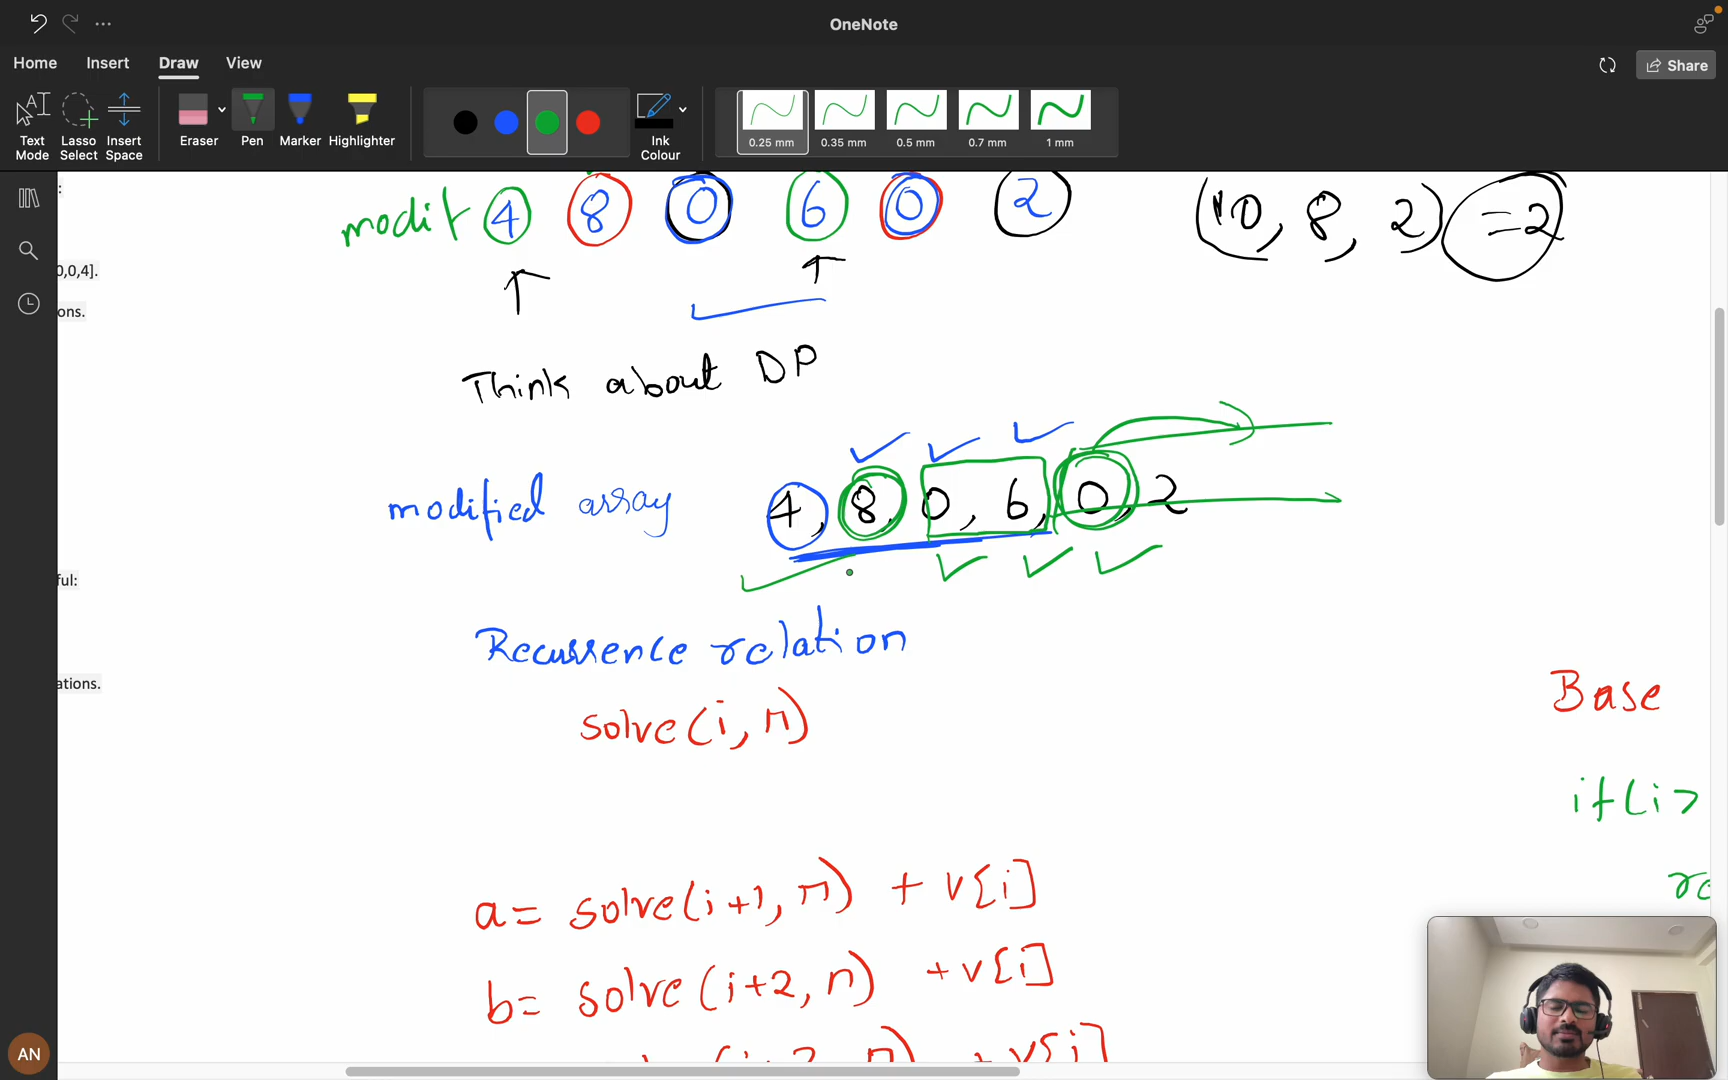 OneNote
Home Insert Draw View
Share
Text Mode
Lasso Select
Insert Space
Eraser
Pen
Marker
Highlighter
Ink Colour
0.25 mm
0.35 mm
0.5 mm
0.7 mm
1 mm
:
modif 4 8 0 6 0 2
(10, 8, 2) =2
0,0,4].
ons.
Think about DP
modified array 4, 8, 0, 6, 0, 2
ful:
Recurrence relation
ations.
solve(i, n)
Base
if(i>
a= solve(i+1, n) + v[i]
re
b= solve(i+2, n) + v[i]
+ v[i]
AN